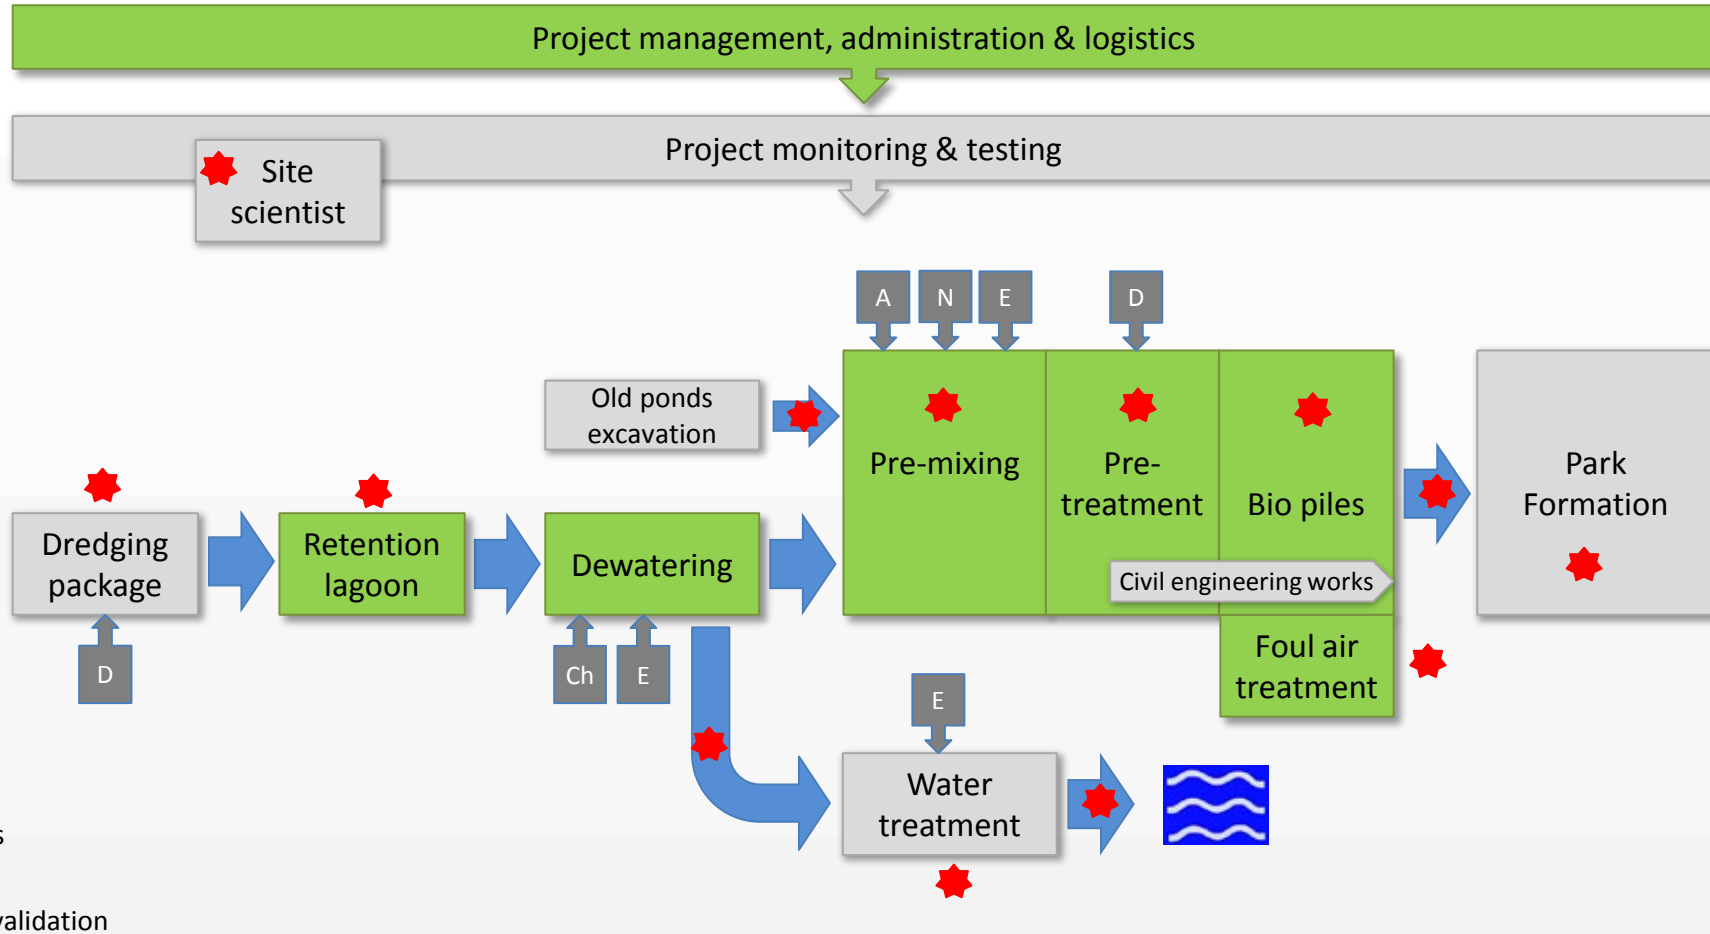 Project management, administration & logistics
Project monitoring & testing
Site
scientist
A
N
E
D
Old ponds
excavation
Pre-mixing
Pre-
treatment
Bio piles
Park
Formation
Dredging
package
Retention
lagoon
Dewatering
Civil engineering works
D
Ch
E
Foul air
treatment
E
Water
treatment
s
validation